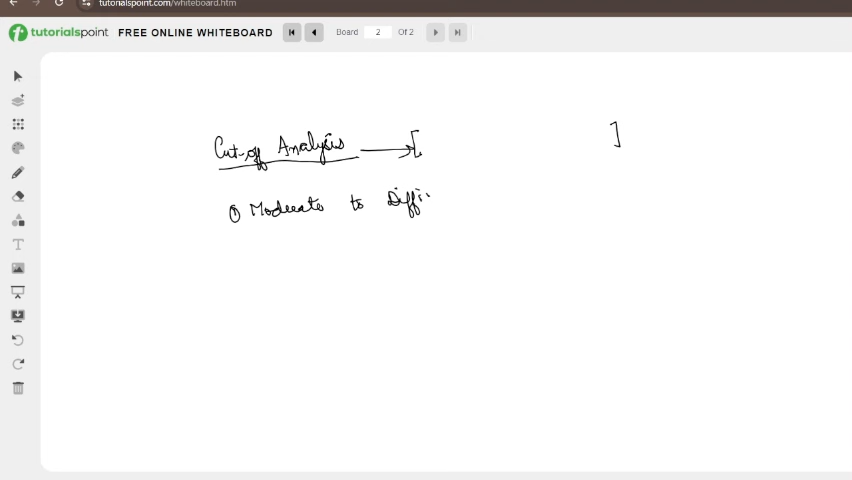 tutorialspoint.com/whiteboard.htm
tutorialspoint FREE ONLINE WHITEBOARD Board 2 Of 2
Cut-off Analysis → [ ]
① Moderate to Diffi